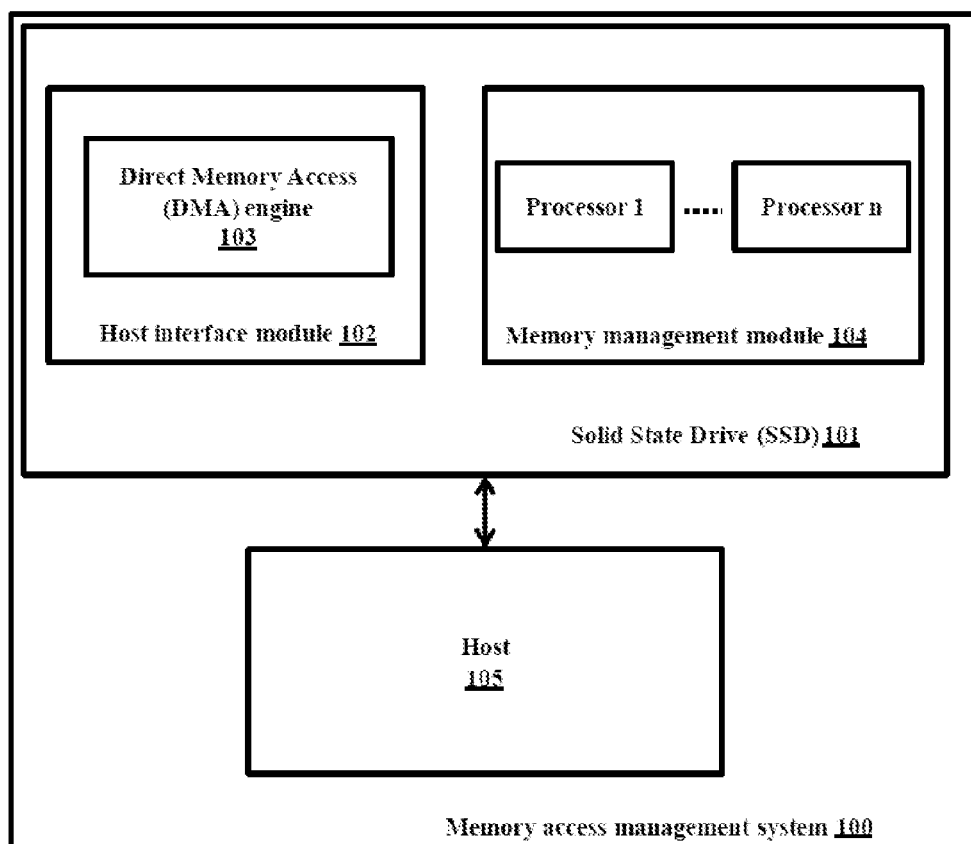 Direct Memory Access
(DMA) engine
103
Host interface module 102
Processor 1
Processor n
Memory management module 104
Solid State Drive (SSD) 101
Host
105
Memory access management system 100